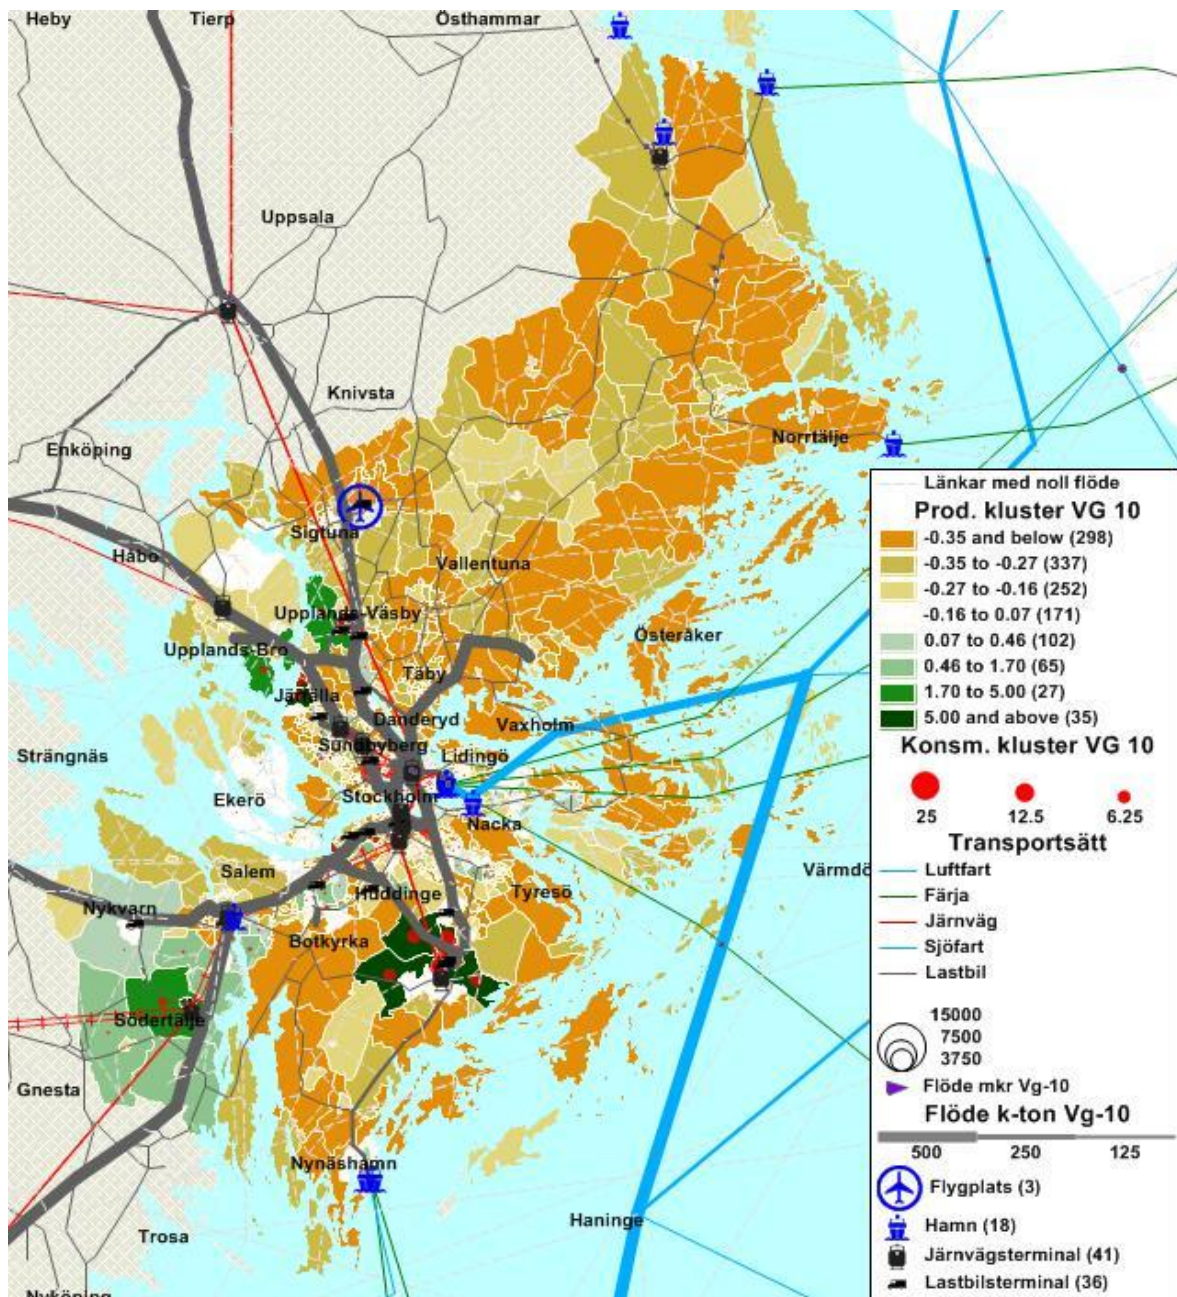 Heby
Tierp
Östhammar
Uppsala
Knivsta
Enköping
Norrtälje
Sigtuna
Håbo
Vallentuna
Upplands-Väsby
Österåker
Upplands-Bro
Täby
Järfälla
Danderyd
Vaxholm
Sundbyberg
Lidingö
Strängnäs
Ekerö
Stockholm
Nacka
Värmdö
Salem
Huddinge
Tyresö
Nykvarn
Botkyrka
Södertälje
Gnesta
Nynäshamn
Haninge
Trosa
Nyköping
Länkar med noll flöde
Prod. kluster VG 10
-0.35 and below (298)
-0.35 to -0.27 (337)
-0.27 to -0.16 (252)
-0.16 to 0.07 (171)
0.07 to 0.46 (102)
0.46 to 1.70 (65)
1.70 to 5.00 (27)
5.00 and above (35)
Konsm. kluster VG 10
25 12.5 6.25
Transportsätt
Luftfart
Färja
Järnväg
Sjöfart
Lastbil
15000
7500
3750
Flöde mkr Vg-10
Flöde k-ton Vg-10
500 250 125
Flygplats (3)
Hamn (18)
Järnvägsterminal (41)
Lastbilsterminal (36)